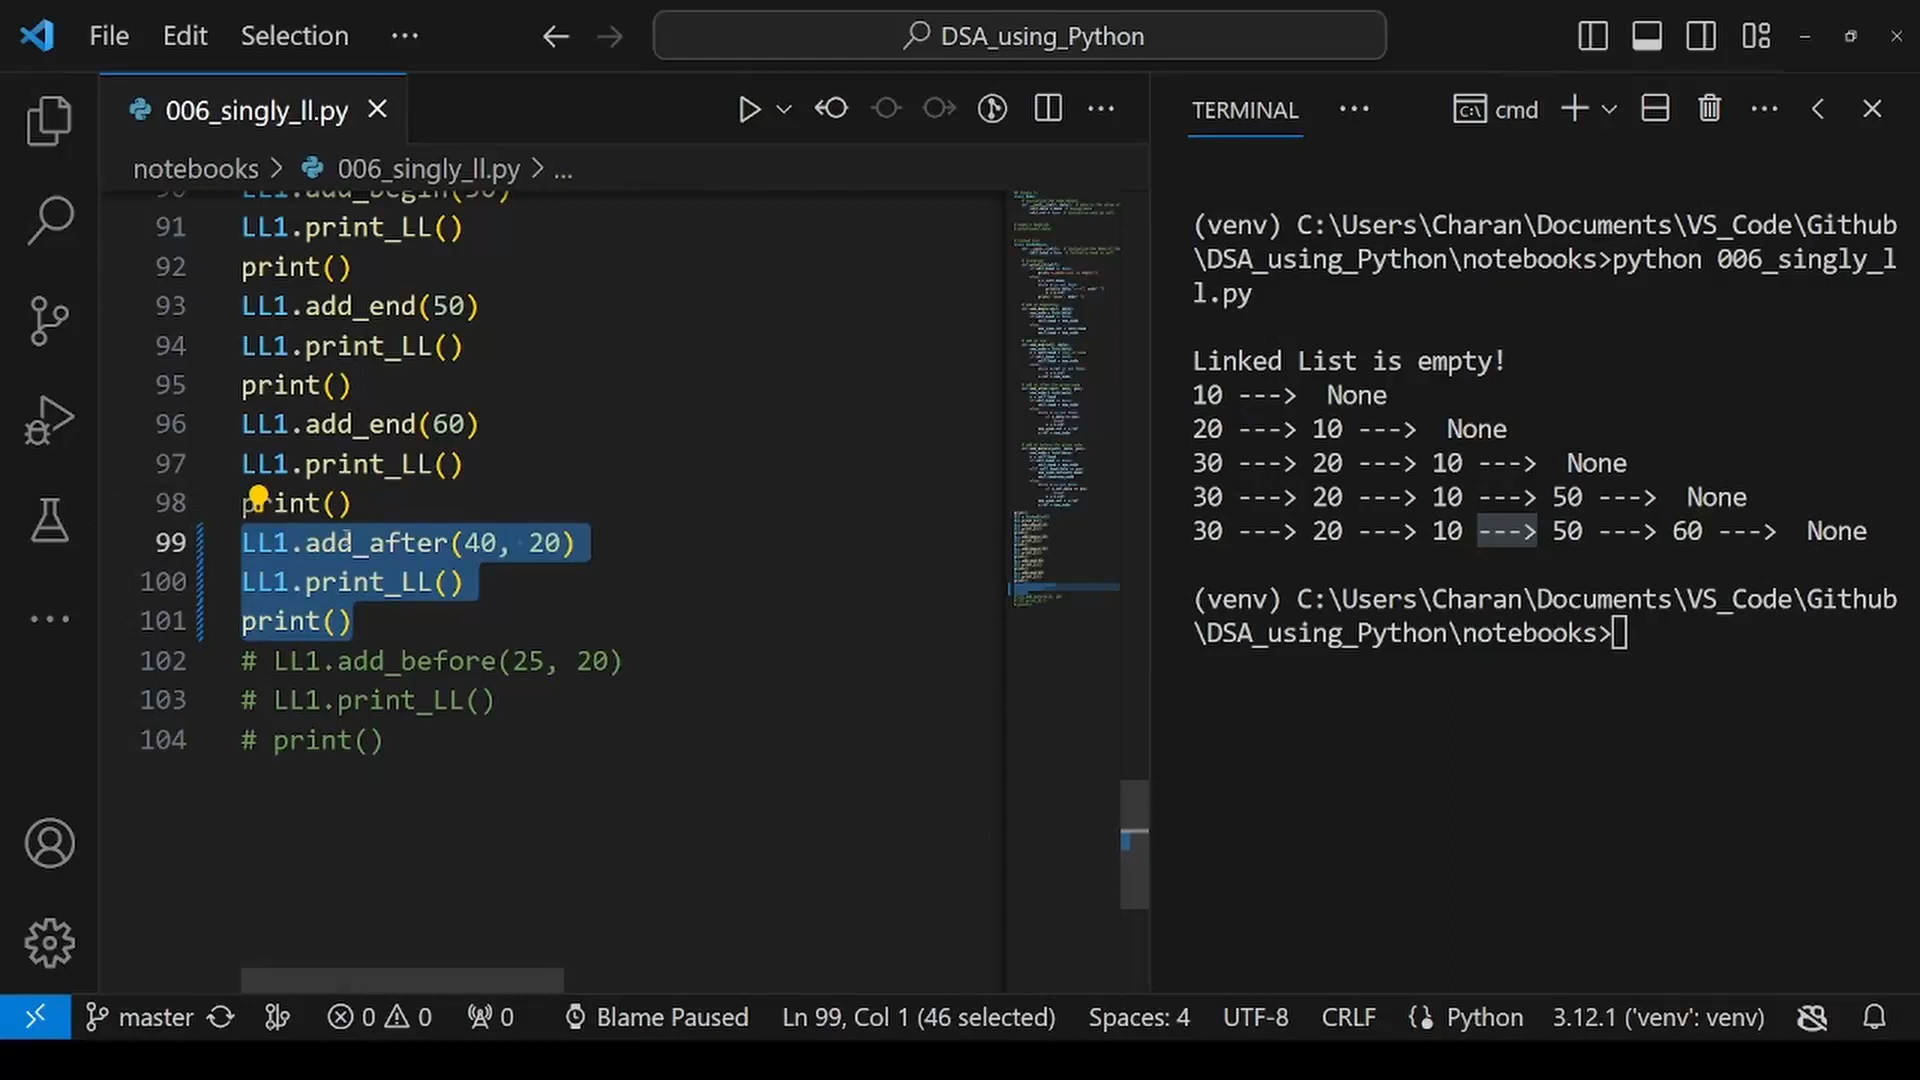 File Edit Selection ··· DSA_using_Python
006_singly_ll.py
notebooks > 006_singly_ll.py > ...
90 LL1.add_begin(30)
91 LL1.print_LL()
92 print()
93 LL1.add_end(50)
94 LL1.print_LL()
95 print()
96 LL1.add_end(60)
97 LL1.print_LL()
98 print()
99 LL1.add_after(40, 20)
100 LL1.print_LL()
101 print()
102 # LL1.add_before(25, 20)
103 # LL1.print_LL()
104 # print()
TERMINAL ··· cmd
(venv) C:\Users\Charan\Documents\VS_Code\Github
\DSA_using_Python\notebooks>python 006_singly_l
l.py
Linked List is empty!
10 ---> None
20 ---> 10 ---> None
30 ---> 20 ---> 10 ---> None
30 ---> 20 ---> 10 ---> 50 ---> None
30 ---> 20 ---> 10 ---> 50 ---> 60 ---> None
(venv) C:\Users\Charan\Documents\VS_Code\Github
\DSA_using_Python\notebooks>
master 0 0 0 Blame Paused Ln 99, Col 1 (46 selected) Spaces: 4 UTF-8 CRLF Python 3.12.1 ('venv': venv)